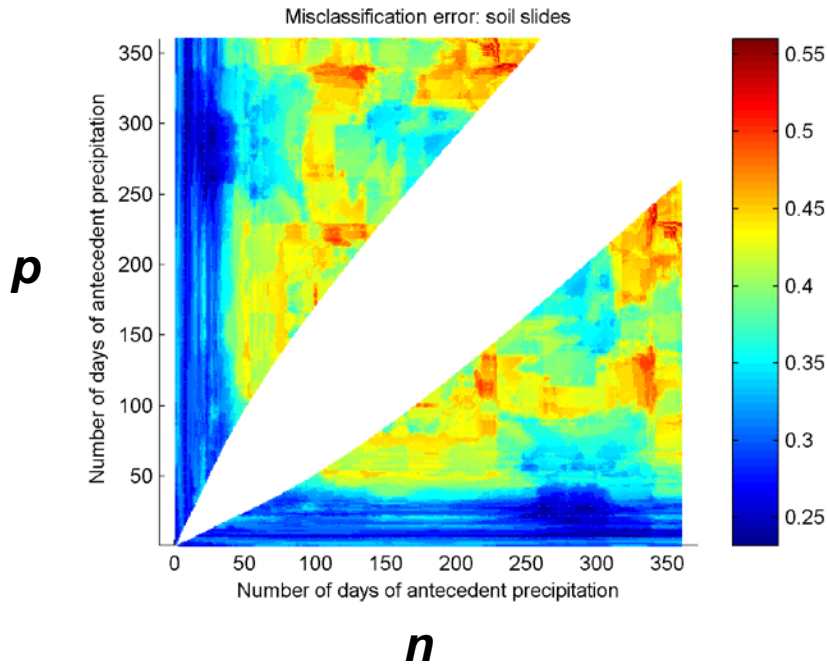 Misclassification error: soil slides
p
Number of days of antecedent precipitation
350
300
250
200
150
100
50
0 50 100 150 200 250 300 350
Number of days of antecedent precipitation
n
0.55
0.5
0.45
0.4
0.35
0.3
0.25